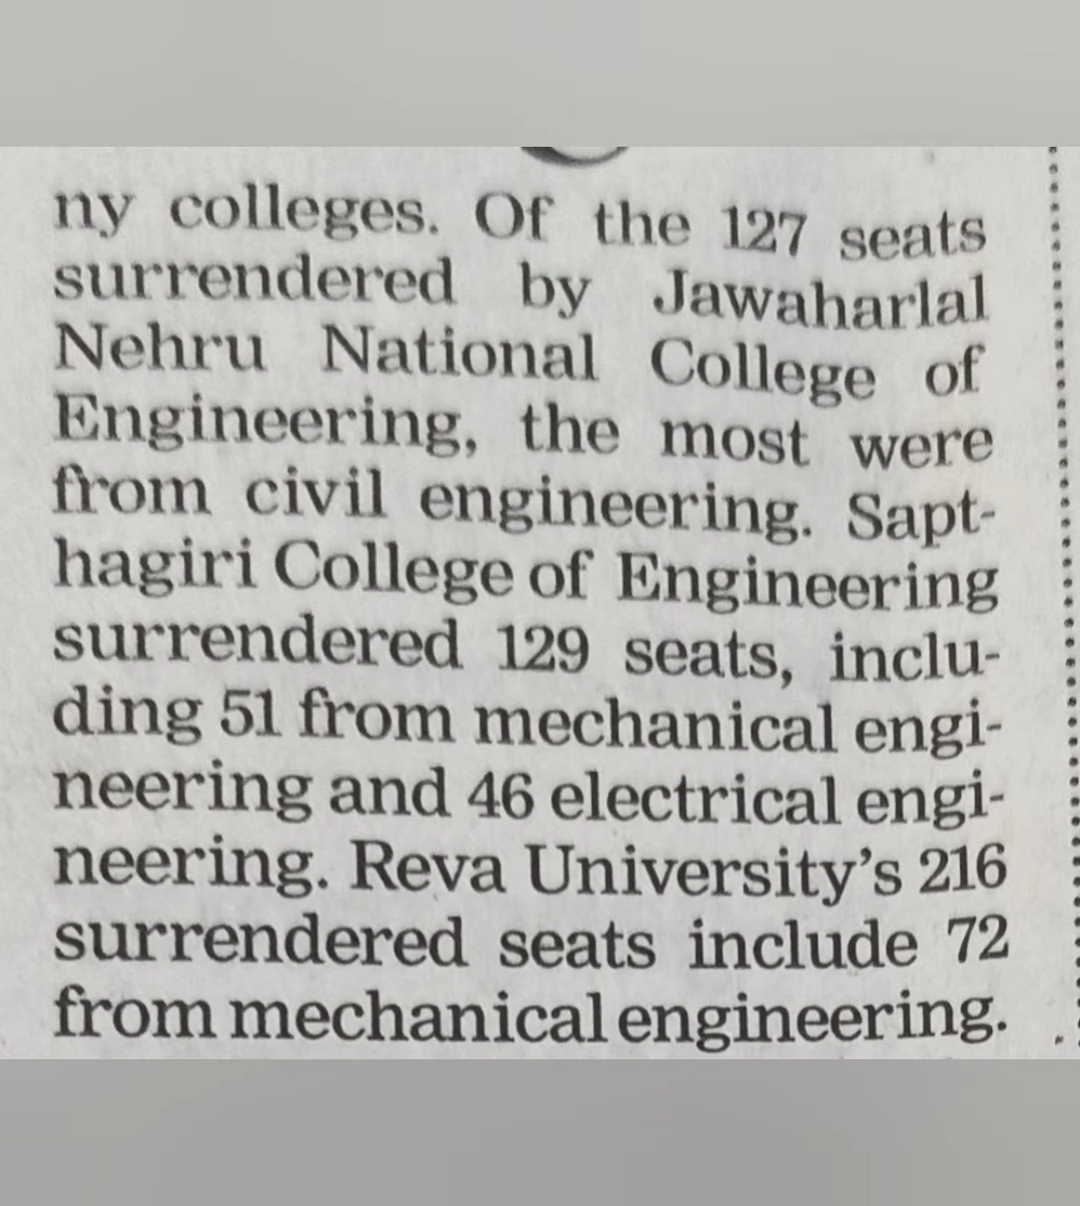 ny colleges. Of the 127 seats
surrendered by Jawaharlal
Nehru National College of
Engineering, the most were
from civil engineering. Sapt-
hagiri College of Engineering
surrendered 129 seats, inclu-
ding 51 from mechanical engi-
neering and 46 electrical engi-
neering. Reva University’s 216
surrendered seats include 72
from mechanical engineering.